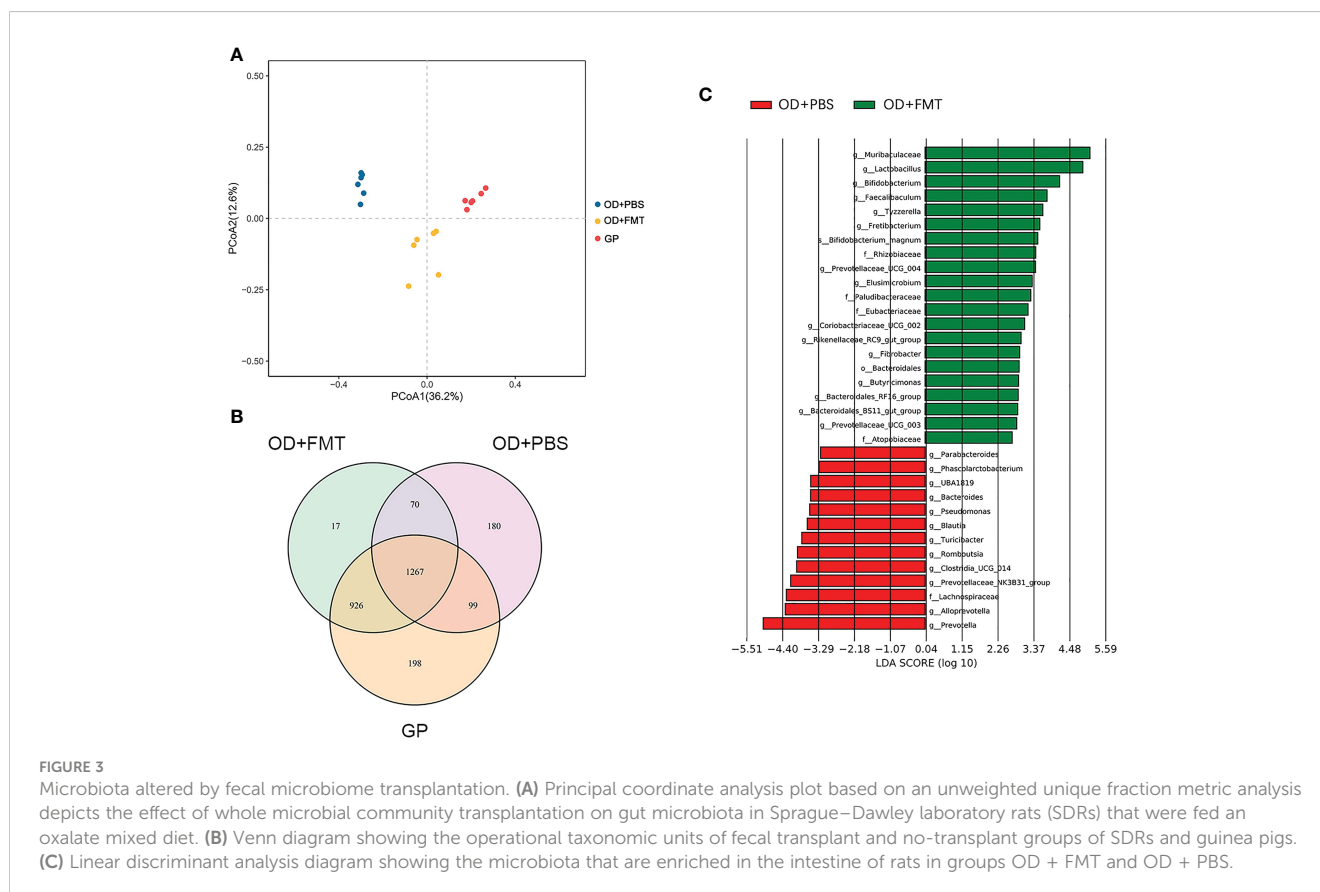 A
0.50
0.25
0.00
−0.25
−0.50
PCoA2(12.6%)
−0.4
0.0
0.4
PCoA1(36.2%)
OD+PBS
OD+FMT
GP
B
OD+FMT
OD+PBS
17
70
180
1267
926
99
198
GP
C
OD+PBS
OD+FMT
g__Muribaculaceae
g__Lactobacillus
g__Bifidobacterium
g__Faecalibaculum
g__Tyzzerella
g__Fretibacterium
s__Bifidobacterium_magnum
f__Rhizobiaceae
g__Prevotellaceae_UCG_004
g__Elusimicrobium
f__Paludibacteraceae
f__Eubacteriaceae
g__Coriobacteriaceae_UCG_002
g__Rikenellaceae_RC9_gut_group
g__Fibrobacter
o__Bacteroidales
g__Butyricimonas
g__Bacteroidales_RF16_group
g__Bacteroidales_BS11_gut_group
g__Prevotellaceae_UCG_003
f__Atopobiaceae
g__Parabacteroides
g__Phascolarctobacterium
g__UBA1819
g__Bacteroides
g__Pseudomonas
g__Blautia
g__Turicibacter
g__Romboutsia
g__Clostridia_UCG_014
g__Prevotellaceae_NK3B31_group
f__Lachnospiraceae
g__Alloprevotella
g__Prevotella
−5.51 −4.40 −3.29 −2.18 −1.07 0.04 1.15 2.26 3.37 4.48 5.59
LDA SCORE (log 10)
FIGURE 3
Microbiota altered by fecal microbiome transplantation. (A) Principal coordinate analysis plot based on an unweighted unique fraction metric analysis
depicts the effect of whole microbial community transplantation on gut microbiota in Sprague–Dawley laboratory rats (SDRs) that were fed an
oxalate mixed diet. (B) Venn diagram showing the operational taxonomic units of fecal transplant and no-transplant groups of SDRs and guinea pigs.
(C) Linear discriminant analysis diagram showing the microbiota that are enriched in the intestine of rats in groups OD + FMT and OD + PBS.